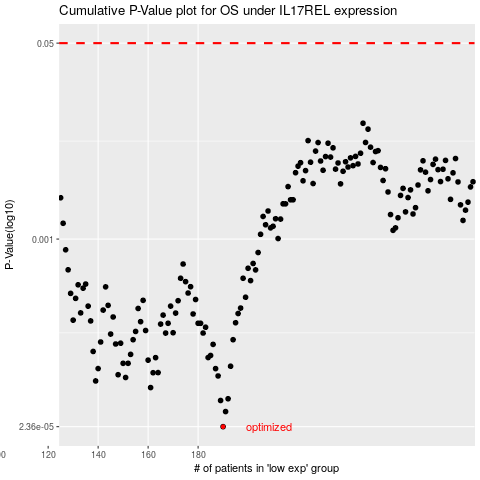 Cumulative P-Value plot for OS under IL17REL expression
0.05
0.001
2.36e-05
P-Value(log10)
optimized
00 120 140 160 180
# of patients in 'low exp' group